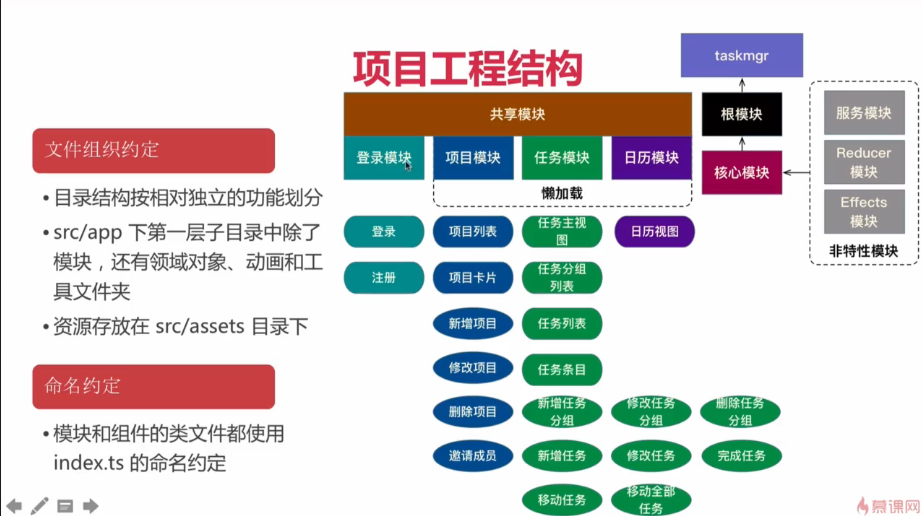 项目工程结构
文件组织约定
•目录结构按相对独立的功能划分
•src/app 下第一层子目录中除了
模块，还有领域对象、动画和工
具文件夹
•资源存放在 src/assets 目录下
命名约定
•模块和组件的类文件都使用
index.ts 的命名约定
taskmgr
共享模块
根模块
登录模块
项目模块
任务模块
日历模块
核心模块
懒加载
服务模块
Reducer
模块
Effects
模块
非特性模块
登录
项目列表
任务主视
图
日历视图
注册
项目卡片
任务分组
列表
新增项目
任务列表
修改项目
任务条目
删除项目
新增任务
分组
修改任务
分组
删除任务
分组
邀请成员
新增任务
修改任务
完成任务
移动任务
移动全部
任务
慕课网